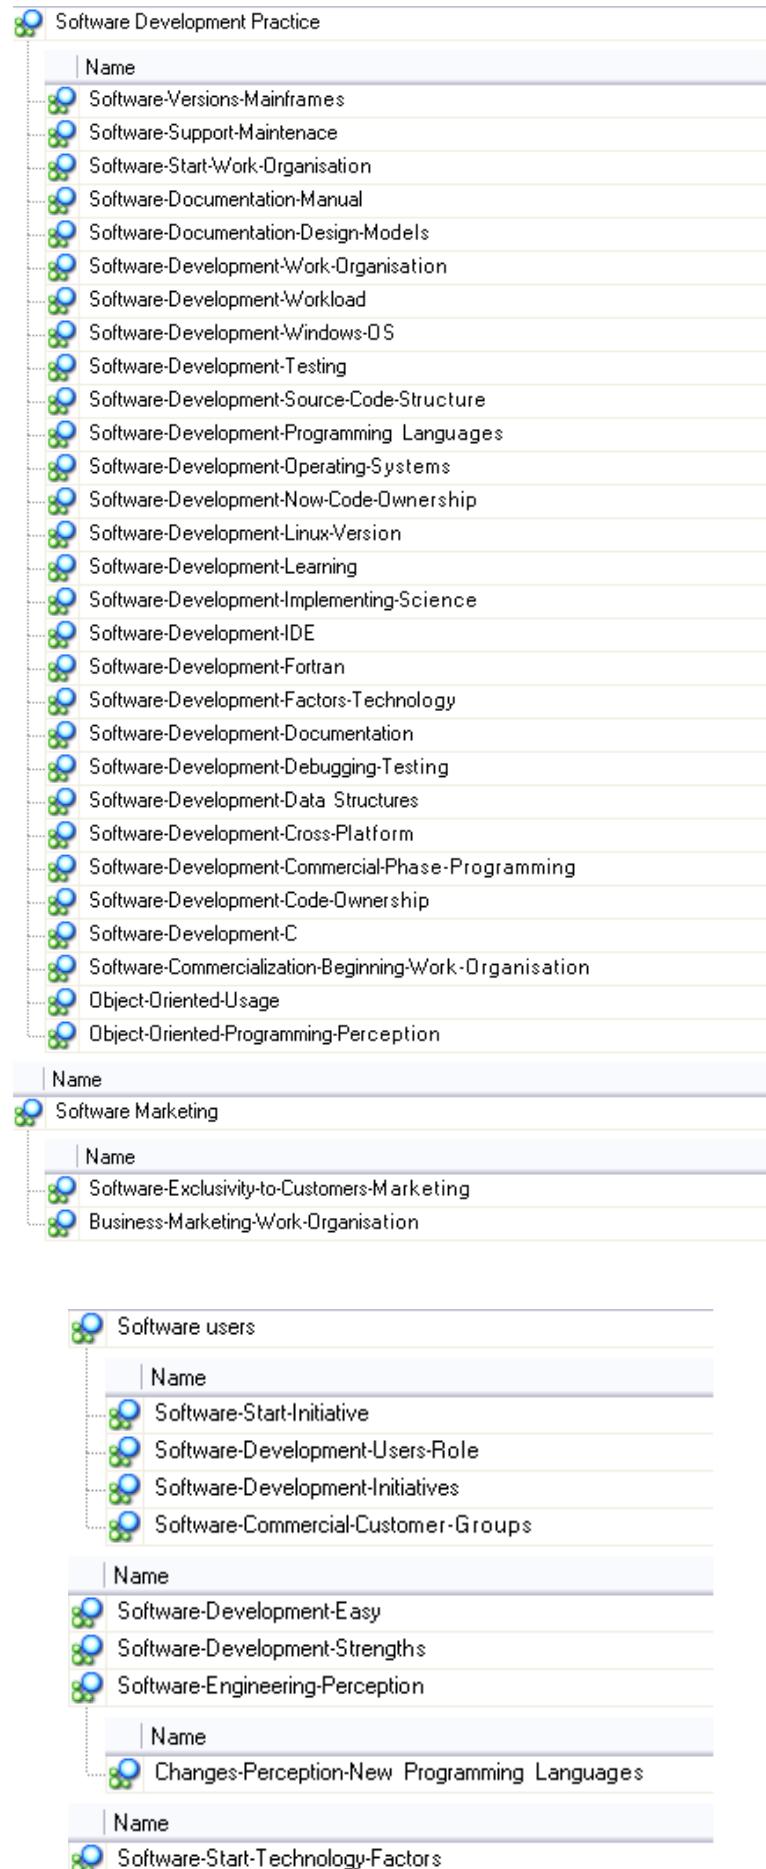 Software Development Practice
Name
Software-Versions-Mainframes
Software-Support-Maintenace
Software-Start-Work-Organisation
Software-Documentation-Manual
Software-Documentation-Design-Models
Software-Development-Work-Organisation
Software-Development-Workload
Software-Development-Windows-OS
Software-Development-Testing
Software-Development-Source-Code-Structure
Software-Development-Programming Languages
Software-Development-Operating-Systems
Software-Development-Now-Code-Ownership
Software-Development-Linux-Version
Software-Development-Learning
Software-Development-Implementing-Science
Software-Development-IDE
Software-Development-Fortran
Software-Development-Factors-Technology
Software-Development-Documentation
Software-Development-Debugging-Testing
Software-Development-Data Structures
Software-Development-Cross-Platform
Software-Development-Commercial-Phase-Programming
Software-Development-Code-Ownership
Software-Development-C
Software-Commercialization-Beginning-Work-Organisation
Object-Oriented-Usage
Object-Oriented-Programming-Perception
Name
Software Marketing
Name
Software-Exclusivity-to-Customers-Marketing
Business-Marketing-Work-Organisation
Software users
Name
Software-Start-Initiative
Software-Development-Users-Role
Software-Development-Initiatives
Software-Commercial-Customer-Groups
Name
Software-Development-Easy
Software-Development-Strengths
Software-Engineering-Perception
Name
Changes-Perception-New Programming Languages
Name
Software-Start-Technology-Factors